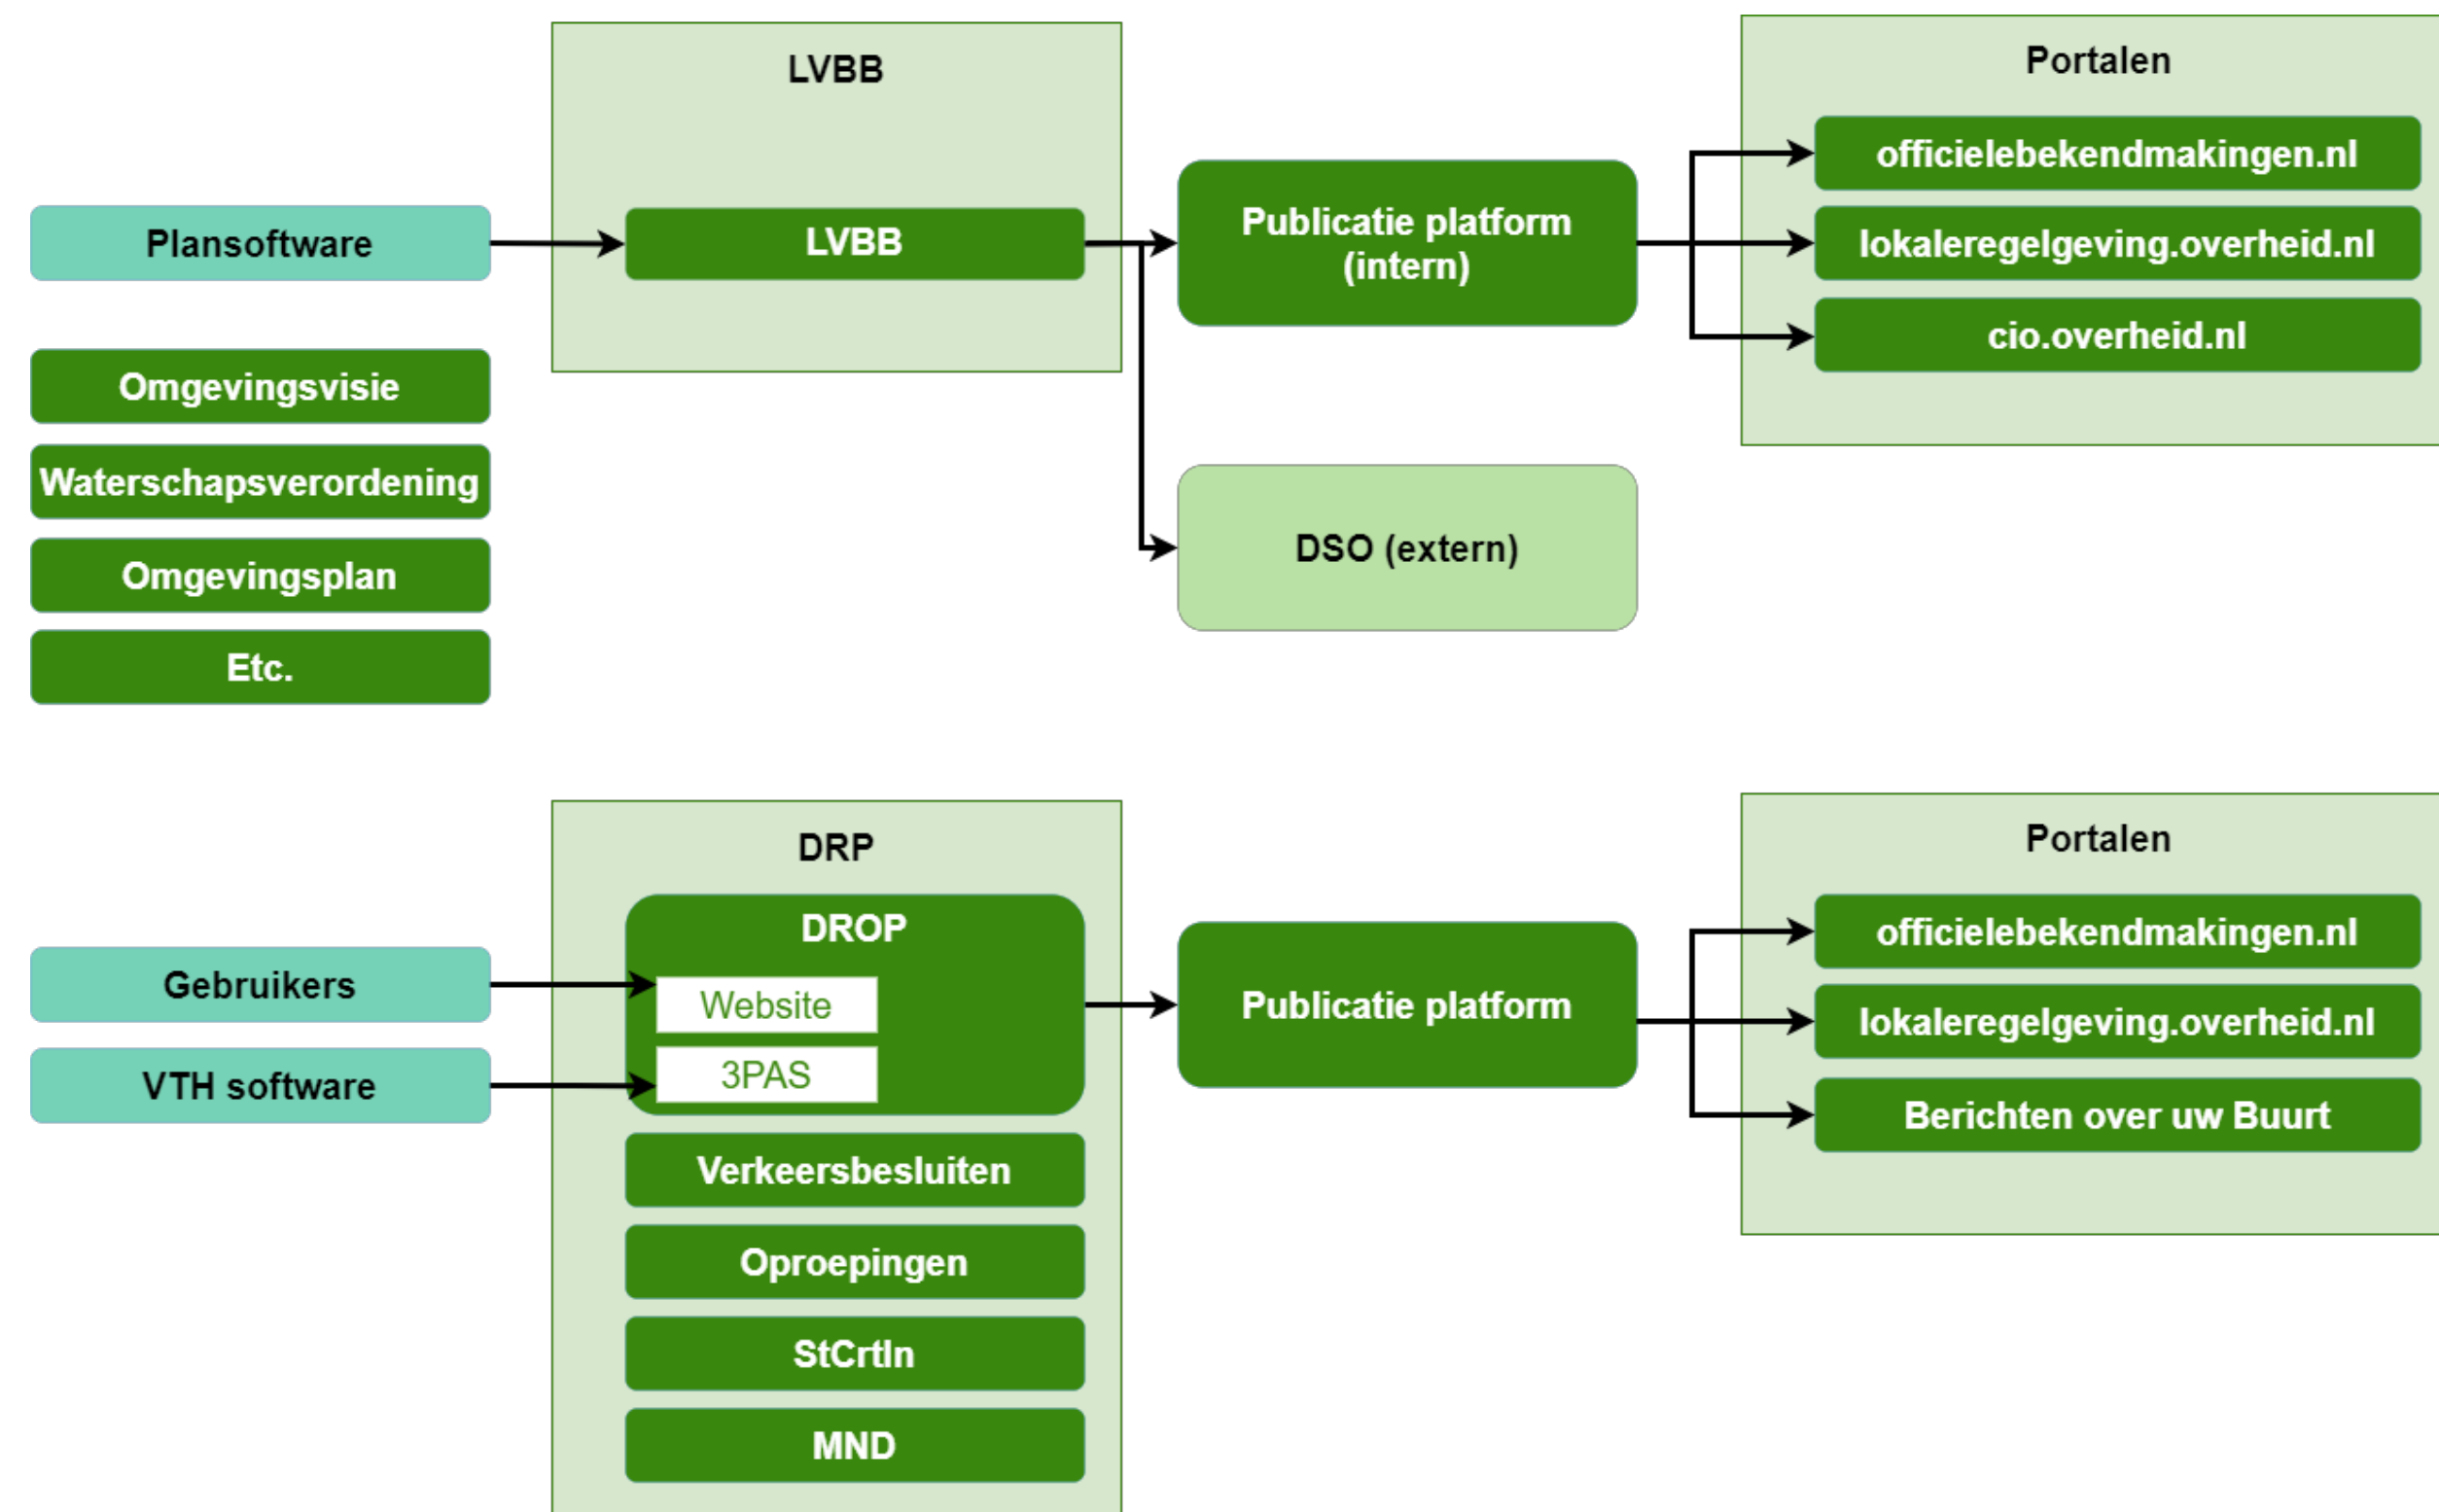 LVBB
Portalen
officielebekendmakingen.nl
Plansoftware
LVBB
Publicatie platform
(intern)
lokaleregelgeving.overheid.nl
cio.overheid.nl
Omgevingsvisie
Waterschapsverordening
Omgevingsplan
Etc.
DSO (extern)
DRP
Portalen
DROP
officielebekendmakingen.nl
Gebruikers
Website
Publicatie platform
lokaleregelgeving.overheid.nl
VTH software
3PAS
Berichten over uw Buurt
Verkeersbesluiten
Oproepingen
StCrtIn
MND